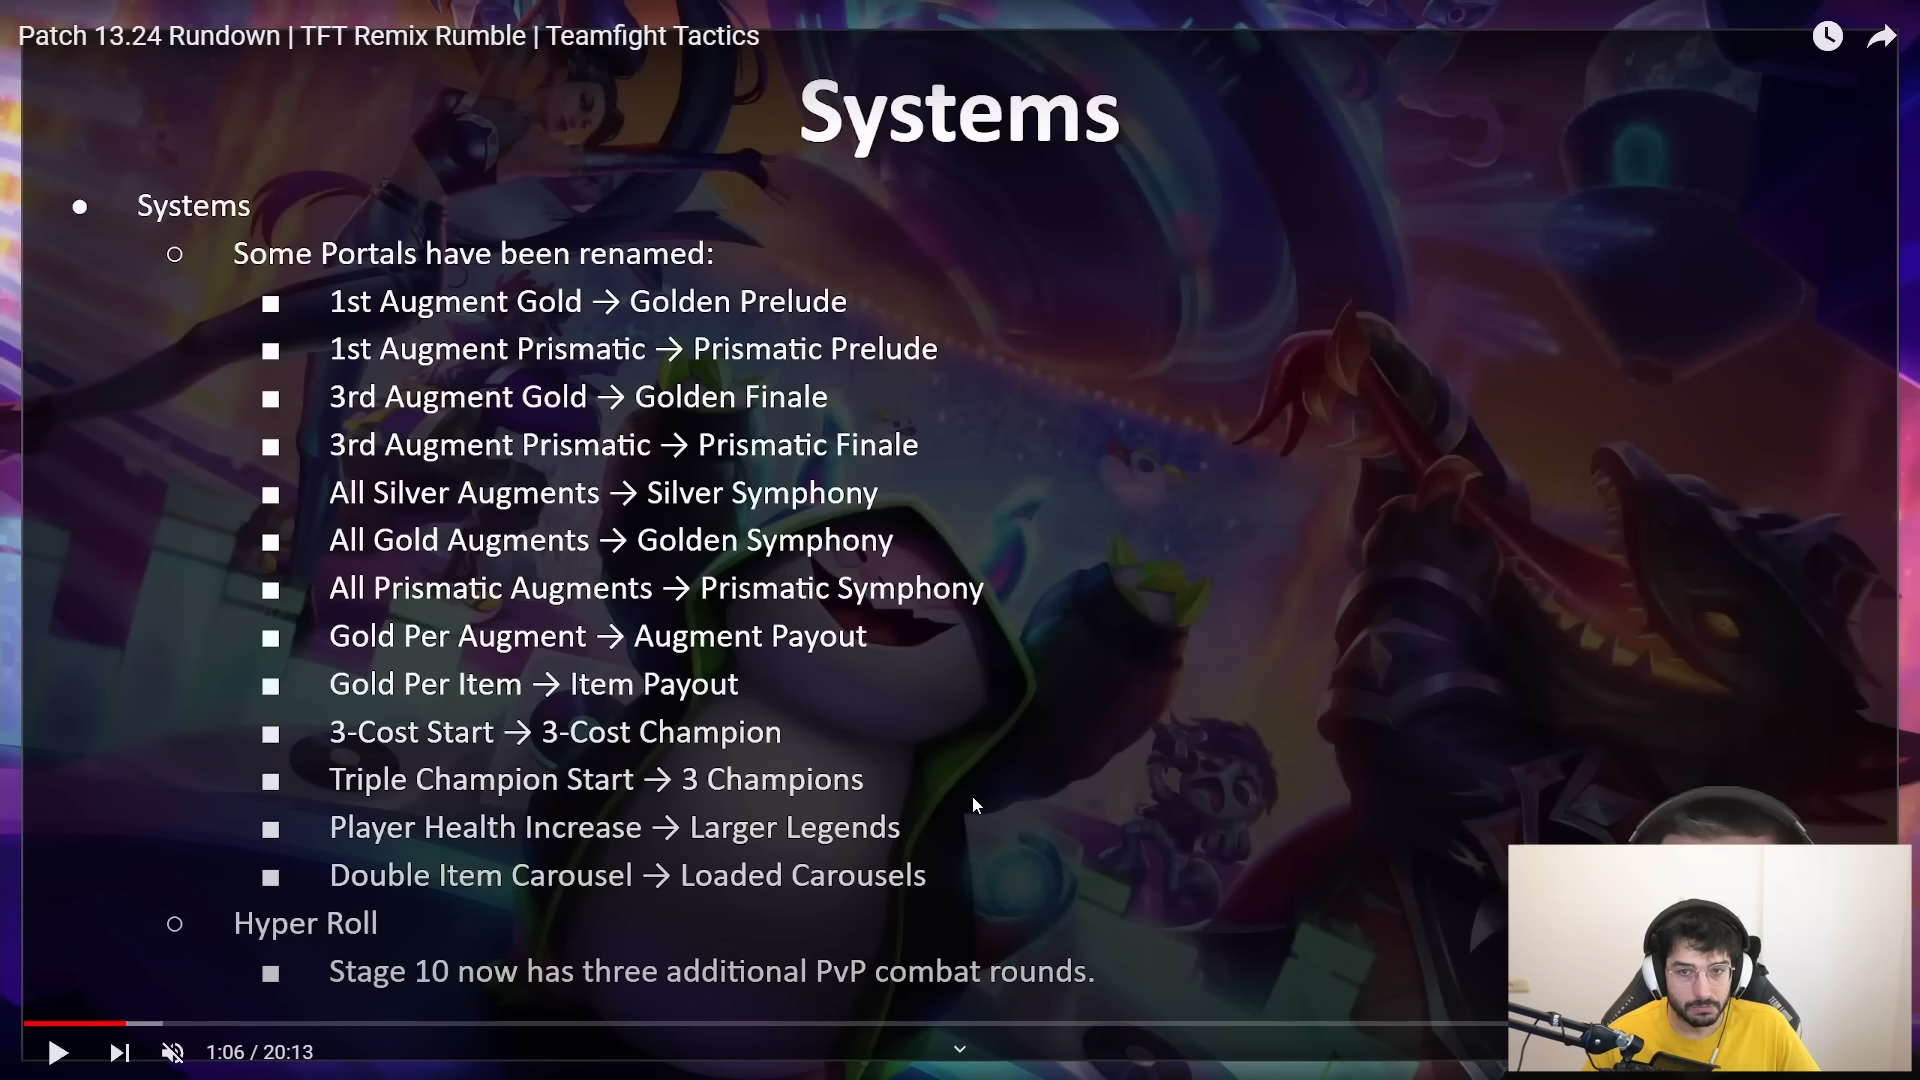 Patch 13.24 Rundown | TFT Remix Rumble | Teamfight Tactics
Systems
● Systems
○ Some Portals have been renamed:
■ 1st Augment Gold → Golden Prelude
■ 1st Augment Prismatic → Prismatic Prelude
■ 3rd Augment Gold → Golden Finale
■ 3rd Augment Prismatic → Prismatic Finale
■ All Silver Augments → Silver Symphony
■ All Gold Augments → Golden Symphony
■ All Prismatic Augments → Prismatic Symphony
■ Gold Per Augment → Augment Payout
■ Gold Per Item → Item Payout
■ 3-Cost Start → 3-Cost Champion
■ Triple Champion Start → 3 Champions
■ Player Health Increase → Larger Legends
■ Double Item Carousel → Loaded Carousels
○ Hyper Roll
■ Stage 10 now has three additional PvP combat rounds.
1:06 / 20:13